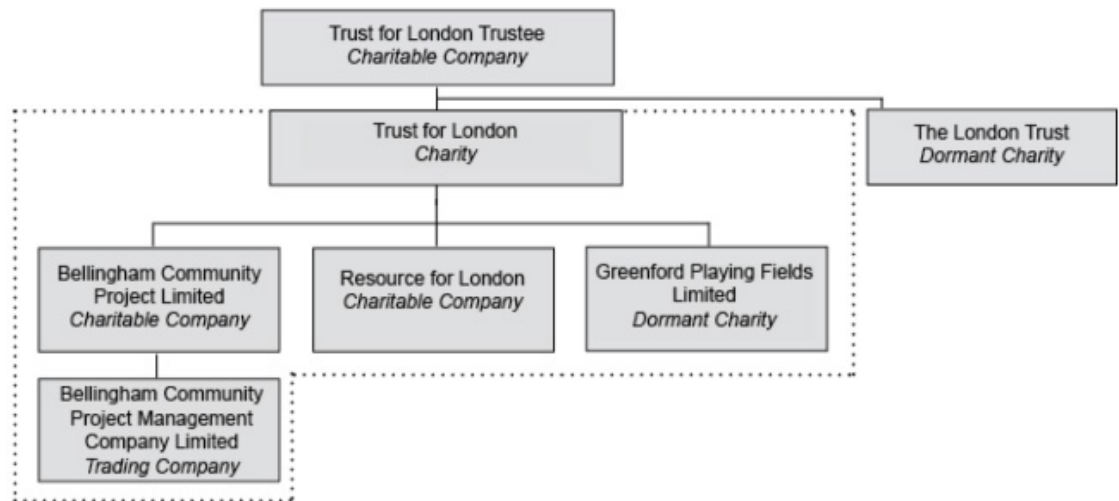 Trust for London Trustee
Charitable Company
Trust for London
Charity
The London Trust
Dormant Charity
Bellingham Community
Project Limited
Charitable Company
Resource for London
Charitable Company
Greenford Playing Fields
Limited
Dormant Charity
Bellingham Community
Project Management
Company Limited
Trading Company